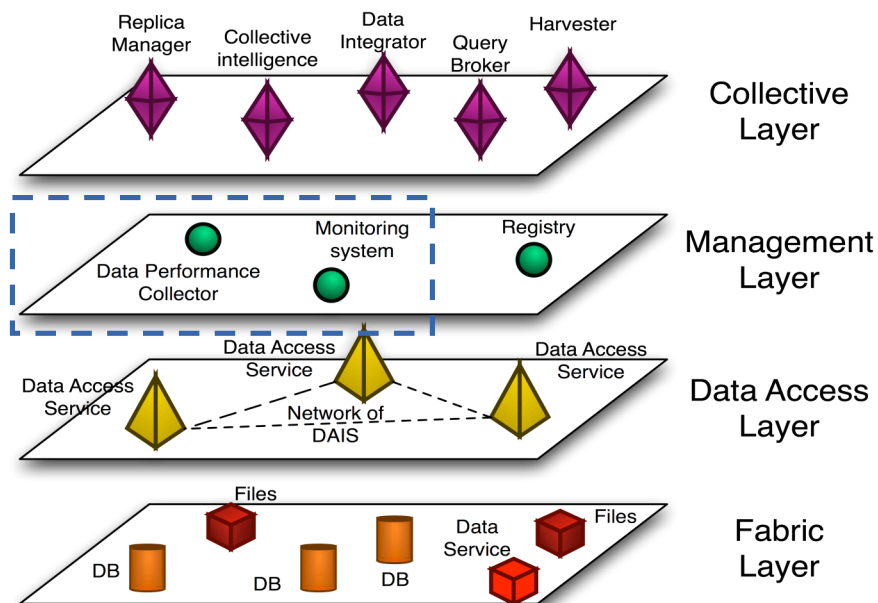 Replica
Manager
Collective
intelligence
Data
Integrator
Query
Broker
Harvester
Collective
Layer
Data Performance
Collector
Monitoring
system
Registry
Management
Layer
Data Access
Service
Data Access
Service
Data Access
Service
Network of
DAIS
Data Access
Layer
Files
DB
DB
DB
Data
Service
Files
Fabric
Layer